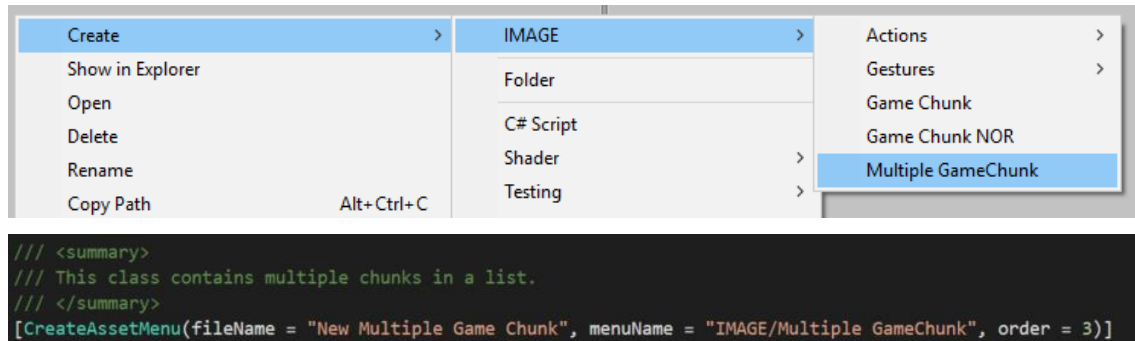 Create
Show in Explorer
Open
Delete
Rename
Copy Path Alt+Ctrl+C
IMAGE
Folder
C# Script
Shader
Testing
Actions
Gestures
Game Chunk
Game Chunk NOR
Multiple GameChunk
/// <summary>
/// This class contains multiple chunks in a list.
/// </summary>
[CreateAssetMenu(fileName = "New Multiple Game Chunk", menuName = "IMAGE/Multiple GameChunk", order = 3)]